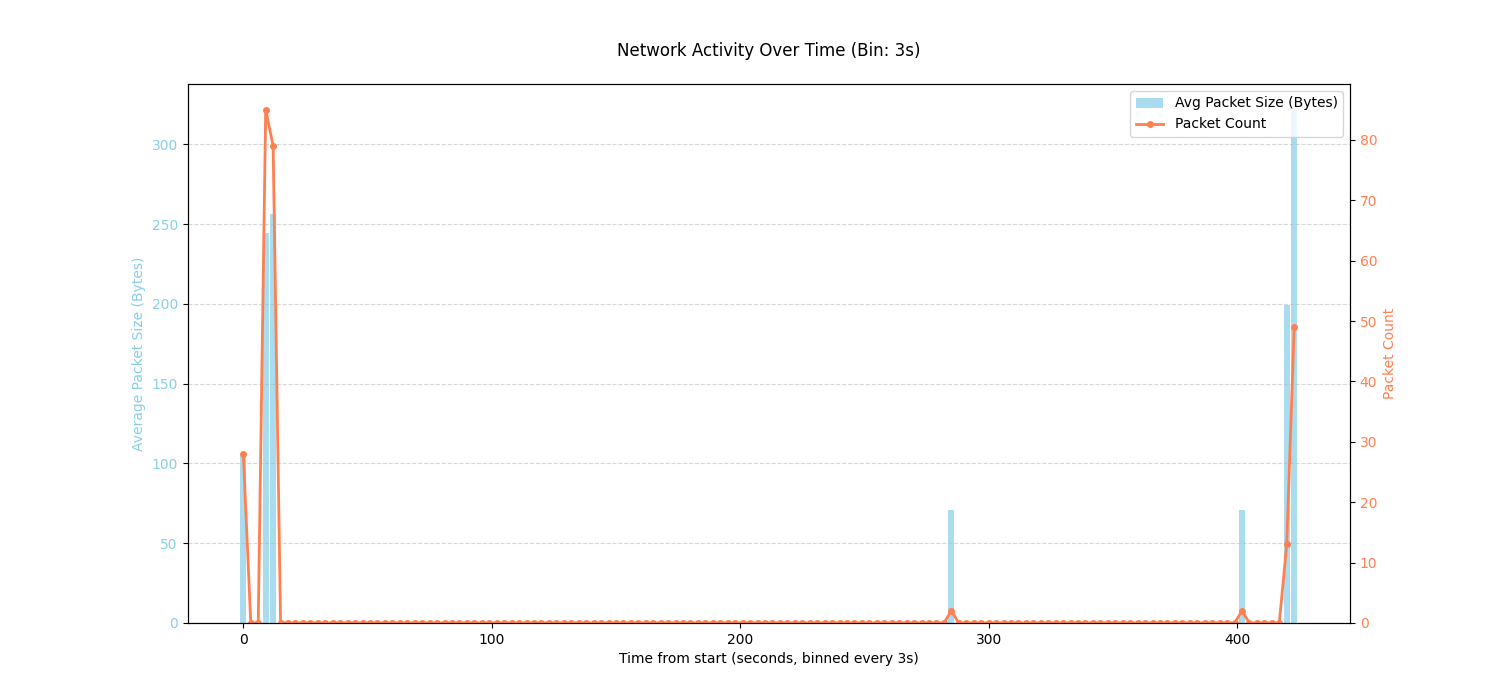 Network Activity Over Time (Bin: 3s)
Avg Packet Size (Bytes)
Packet Count
Average Packet Size (Bytes)
300
250
200
150
100
50
0
80
70
60
50
40
30
20
10
0
Packet Count
0 100 200 300 400
Time from start (seconds, binned every 3s)